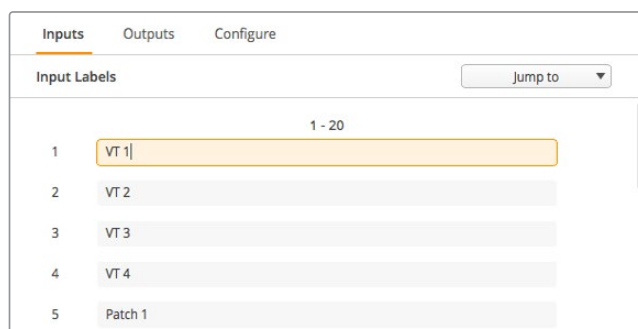 Inputs Outputs Configure
Input Labels Jump to
1 - 20
1 VT 1
2 VT 2
3 VT 3
4 VT 4
5 Patch 1